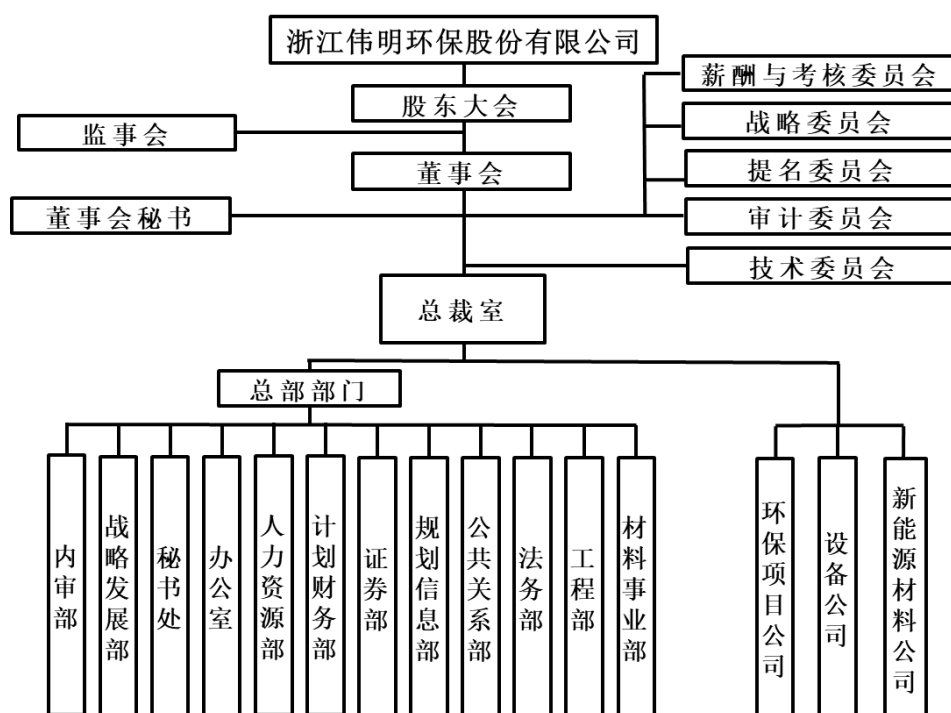 浙江伟明环保股份有限公司
薪酬与考核委员会
股东大会
战略委员会
监事会
提名委员会
董事会
董事会秘书
审计委员会
技术委员会
总裁室
总部部门
内审部
战略发展部
秘书处
办公室
人力资源部
计划财务部
证券部
规划信息部
公共关系部
法务部
工程部
材料事业部
环保项目公司
设备公司
新能源材料公司